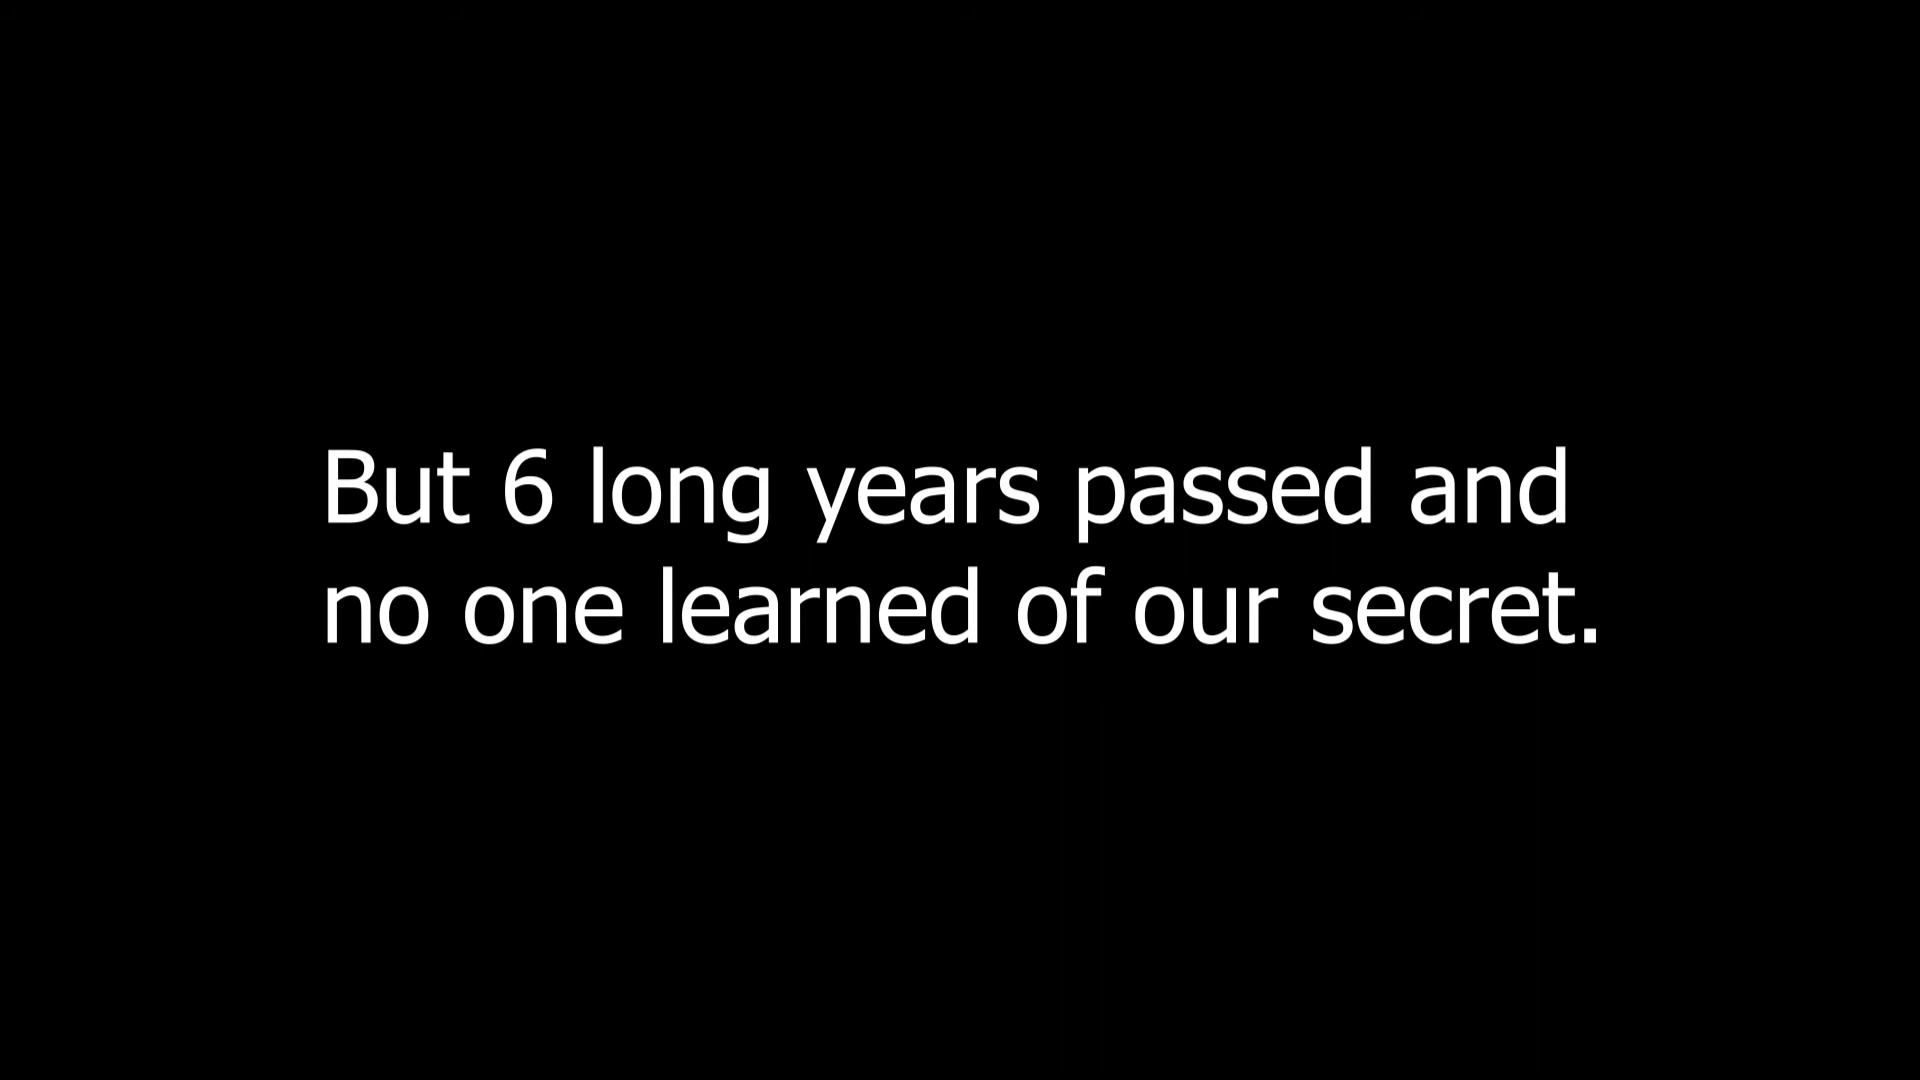 But 6 long years passed and
no one learned of our secret.